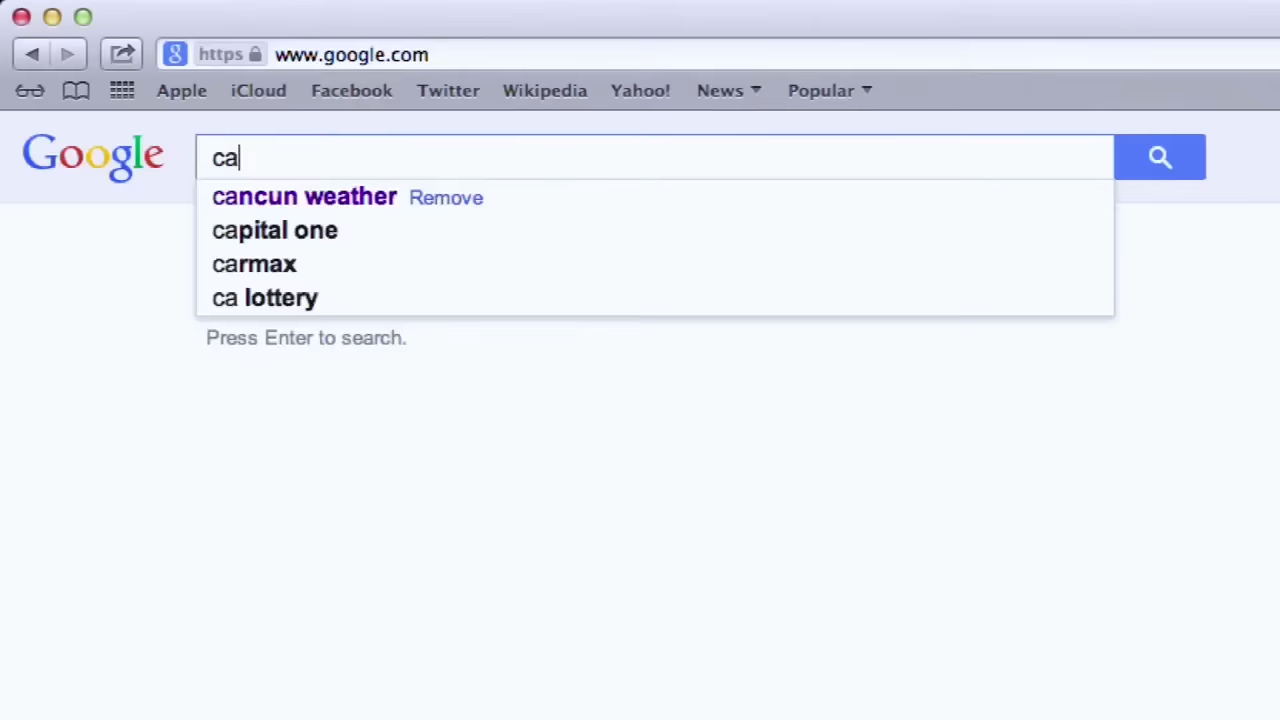 https www.google.com
Apple iCloud Facebook Twitter Wikipedia Yahoo! News Popular
Google ca
cancun weather Remove
capital one
carmax
ca lottery
Press Enter to search.